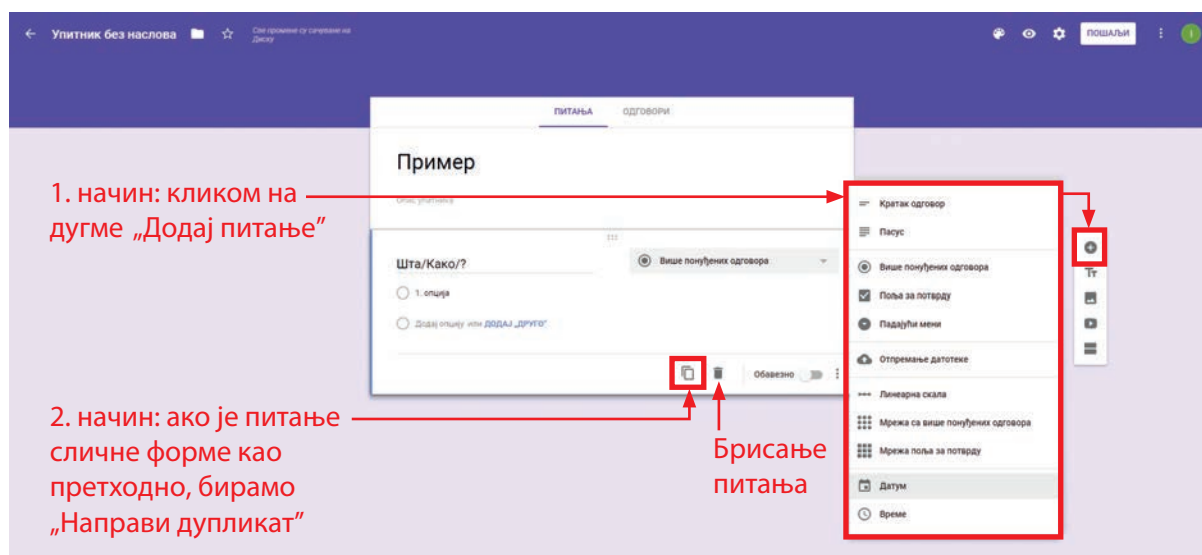 Упитник без наслова
Све промене су сачуване на
Диску
ПОШАЉИ
ПИТАЊА ОДГОВОРИ
Пример
Опис упитника
1. начин: кликом на
дугме „Додај питање”
Шта/Како/?
Више понуђених одговора
1. опција
Додај опцију или ДОДАЈ „ДРУГО”
Обавезно
2. начин: ако је питање
сличне форме као
претходно, бирамо
„Направи дупликат”
Брисање
питања
Кратак одговор
Пасус
Више понуђених одговора
Поља за потврду
Падајући мени
Отпремање датотеке
Линеарна скала
Мрежа са више понуђених одговора
Мрежа поља за потврду
Датум
Време
Тт